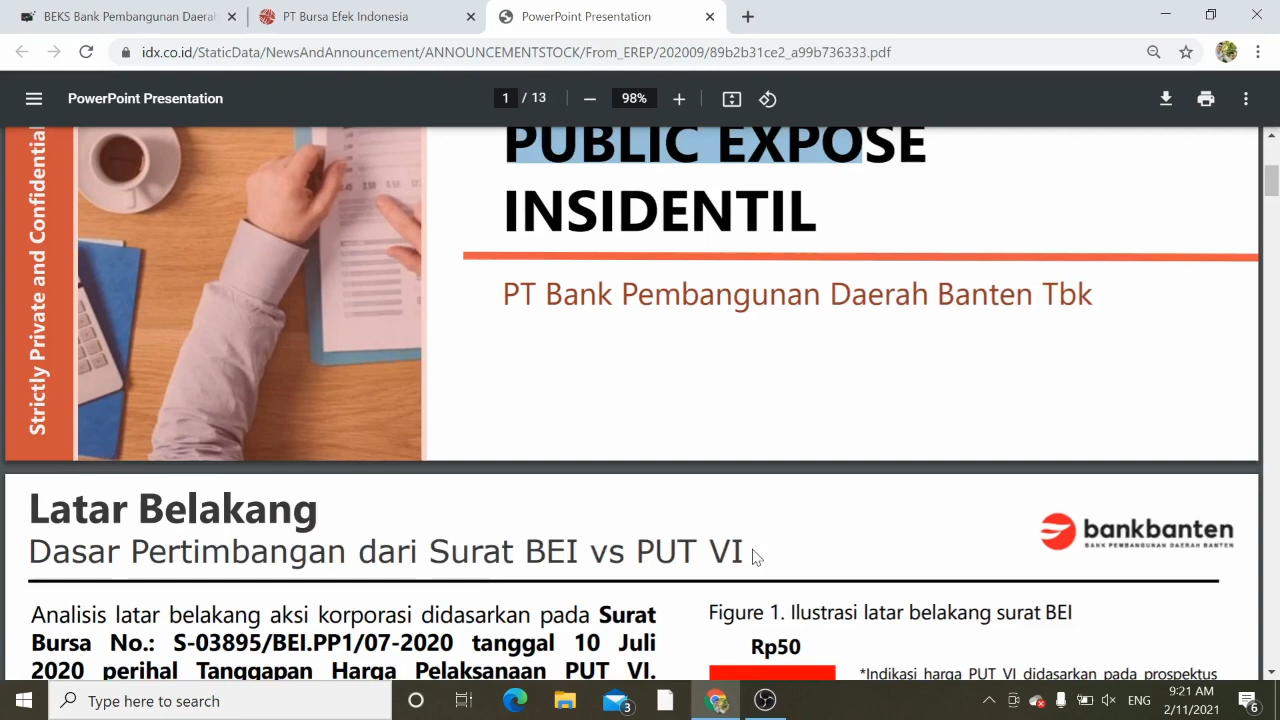 BEKS Bank Pembangunan Daerah
PT Bursa Efek Indonesia
PowerPoint Presentation
idx.co.id/StaticData/NewsAndAnnouncement/ANNOUNCEMENTSTOCK/From_EREP/202009/89b2b31ce2_a99b736333.pdf
PowerPoint Presentation
1 / 13
98%
Strictly Private and Confidential
PUBLIC EXPOSE
INSIDENTIL
PT Bank Pembangunan Daerah Banten Tbk
Latar Belakang
Dasar Pertimbangan dari Surat BEI vs PUT VI
bankbanten
BANK PEMBANGUNAN DAERAH BANTEN
Analisis latar belakang aksi korporasi didasarkan pada Surat
Bursa No.: S-03895/BEI.PP1/07-2020 tanggal 10 Juli
2020 perihal Tanggapan Harga Pelaksanaan PUT VI.
Figure 1. Ilustrasi latar belakang surat BEI
Rp50
*Indikasi harga PUT VI didasarkan pada prospektus
Type here to search
3
ENG
9:21 AM
2/11/2021
6